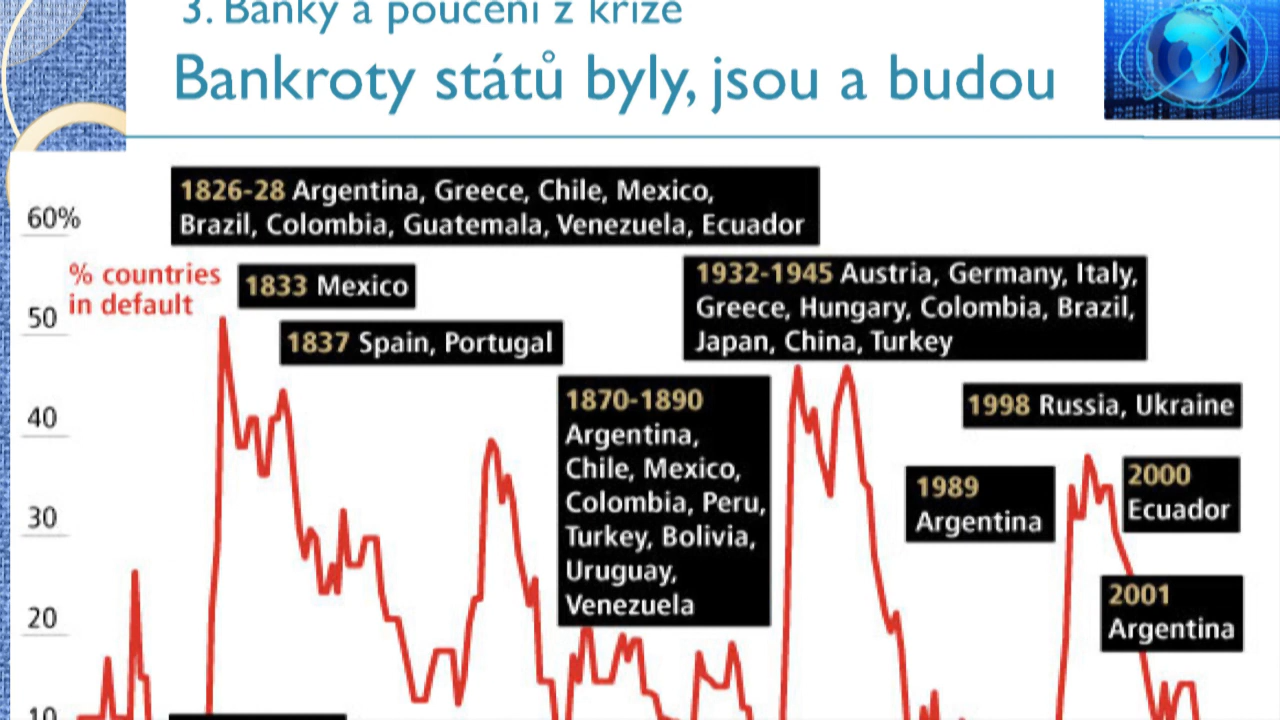 3. Banky a poučení z krize
Bankroty států byly, jsou a budou
1826-28 Argentina, Greece, Chile, Mexico,
Brazil, Colombia, Guatemala, Venezuela, Ecuador
60%
% countries
in default
1833 Mexico
1932-1945 Austria, Germany, Italy,
Greece, Hungary, Colombia, Brazil,
Japan, China, Turkey
50
1837 Spain, Portugal
1870-1890
Argentina,
Chile, Mexico,
Colombia, Peru,
Turkey, Bolivia,
Uruguay,
Venezuela
1998 Russia, Ukraine
40
1989
Argentina
2000
Ecuador
30
2001
Argentina
20
10